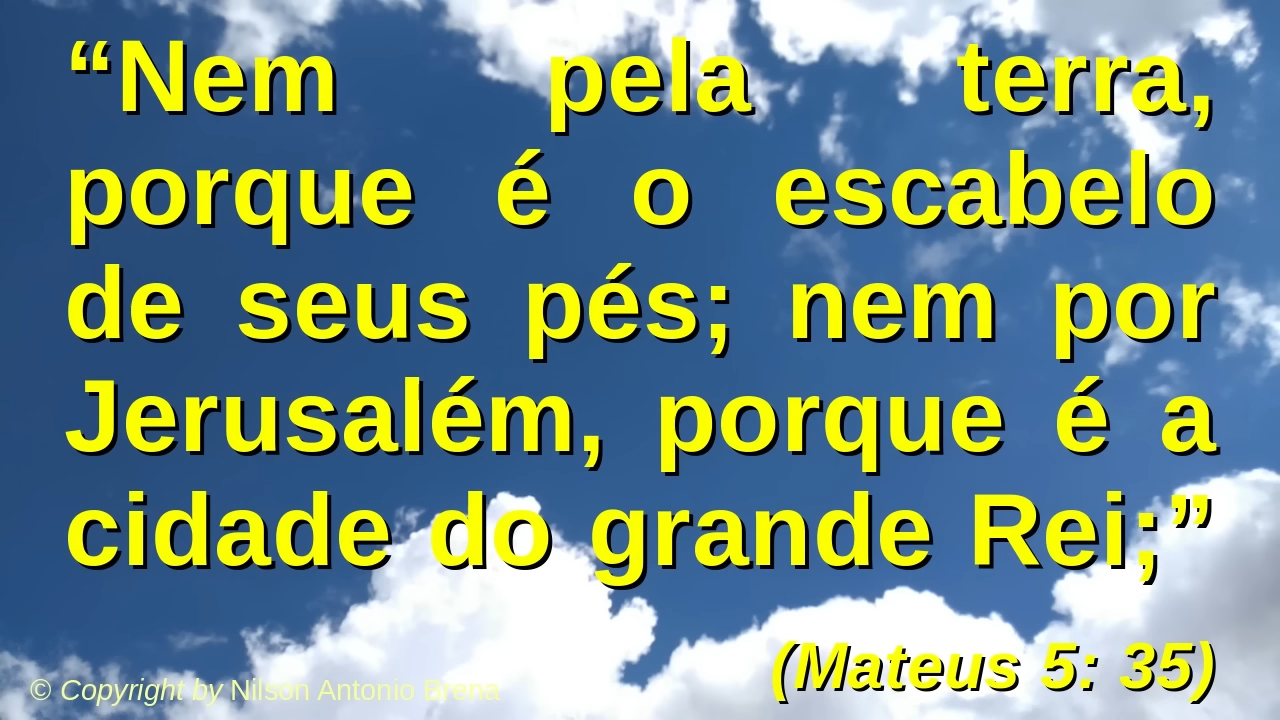 “Nem pela terra,
porque é o escabelo
de seus pés; nem por
Jerusalém, porque é a
cidade do grande Rei;”
(Mateus 5: 35)
© Copyright by Nilson Antonio Brena